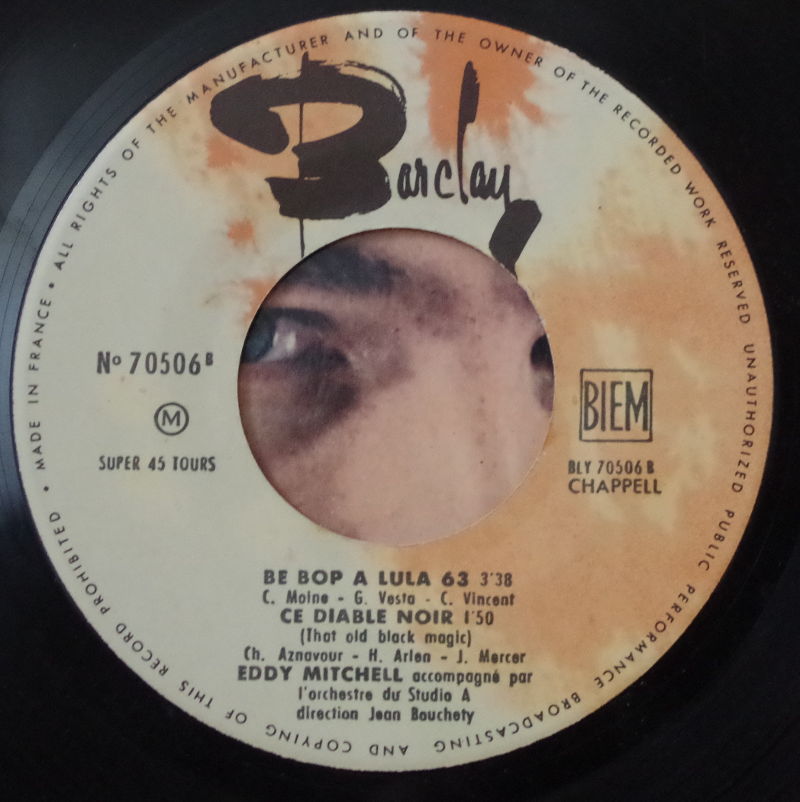 MADE IN FRANCE • ALL RIGHTS OF THE MANUFACTURER AND OF THE OWNER OF THE RECORDED WORK RESERVED UNAUTHORIZED PUBLIC PERFORMANCE BROADCASTING AND COPYING OF THIS RECORD PROHIBITED •
Barclay
Nº 70506 B
M
SUPER 45 TOURS
BIEM
BLY 70506 B
CHAPPELL
BE BOP A LULA 63 3'38
C. Moine - G. Vesta - C. Vincent
CE DIABLE NOIR 1'50
(That old black magic)
Ch. Aznavour - H. Arlen - J. Mercer
EDDY MITCHELL accompagné par
l'orchestre du Studio A
direction Jean Bouchety